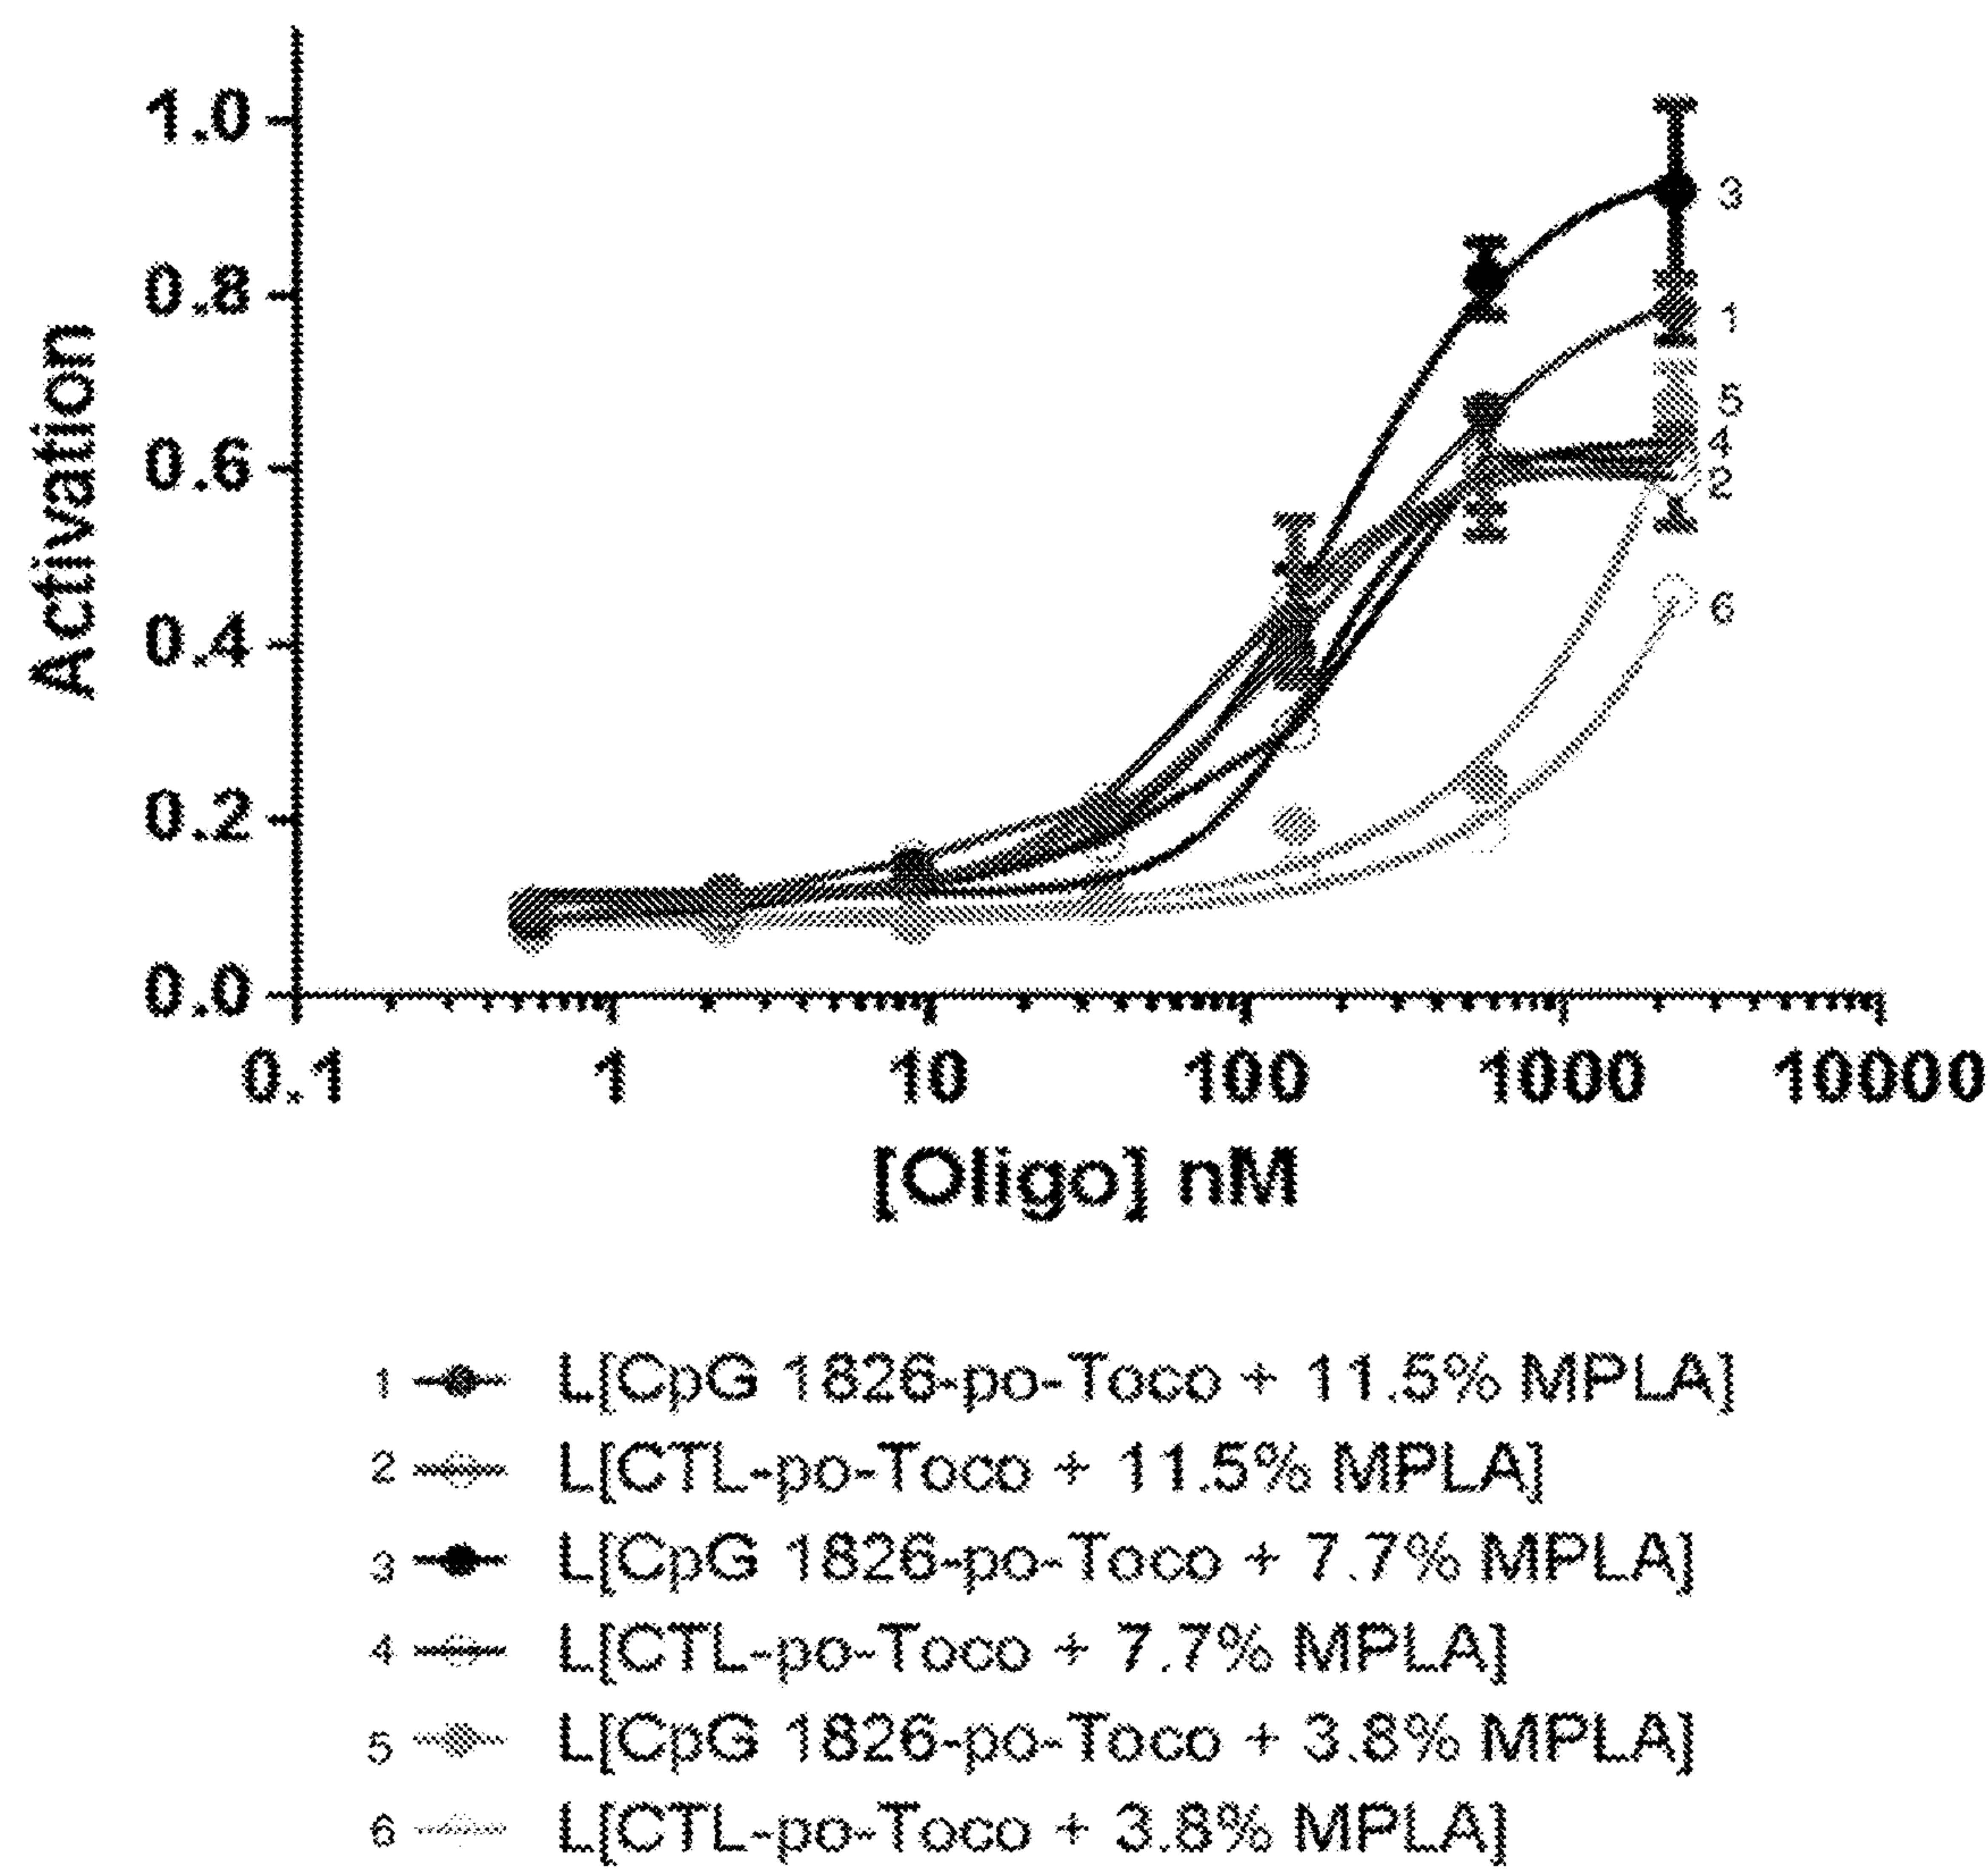 1.0
0.8
0.6
0.4
0.2
0.0
Activation
3
1
5
4
2
6
0.1 1 10 100 1000 10000
[Oligo] nM
1 L[CpG 1826-po-Toco + 11.5% MPLA]
2 L[CTL-po-Toco + 11.5% MPLA]
3 L[CpG 1826-po-Toco + 7.7% MPLA]
4 L[CTL-po-Toco + 7.7% MPLA]
5 L[CpG 1826-po-Toco + 3.8% MPLA]
6 L[CTL-po-Toco + 3.8% MPLA]